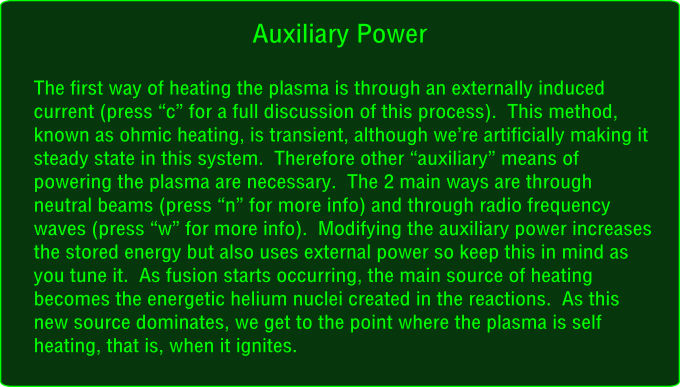 Auxiliary Power
The first way of heating the plasma is through an externally induced
current (press “c” for a full discussion of this process).  This method,
known as ohmic heating, is transient, although we’re artificially making it
steady state in this system.  Therefore other “auxiliary” means of
powering the plasma are necessary.  The 2 main ways are through
neutral beams (press “n” for more info) and through radio frequency
waves (press “w” for more info).  Modifying the auxiliary power increases
the stored energy but also uses external power so keep this in mind as
you tune it.  As fusion starts occurring, the main source of heating
becomes the energetic helium nuclei created in the reactions.  As this
new source dominates, we get to the point where the plasma is self
heating, that is, when it ignites.